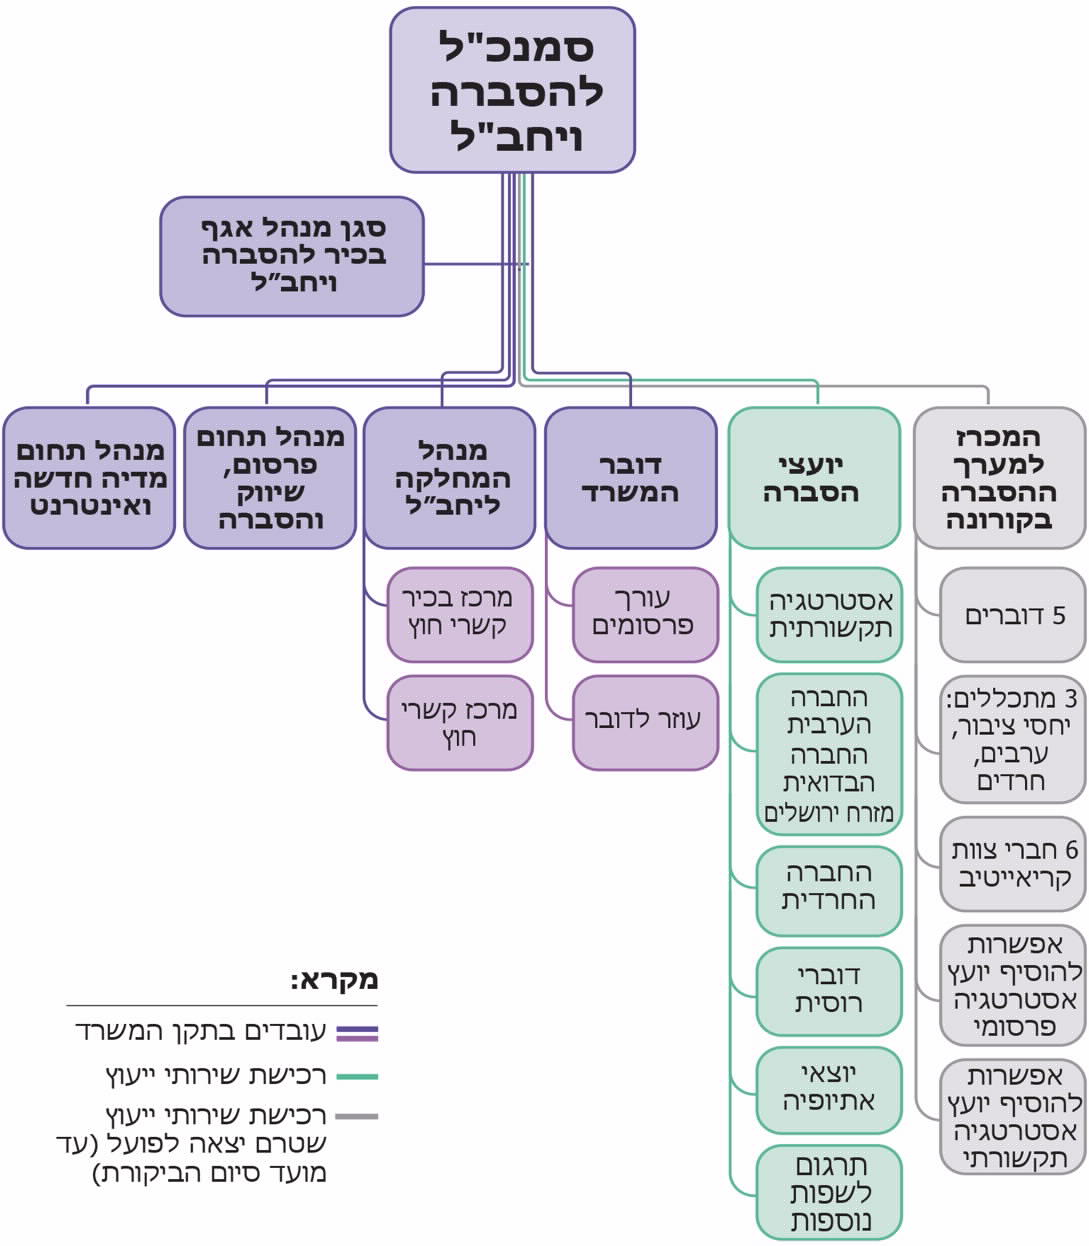 סמנכ"ל
להסברה
ויחב"ל
סגן מנהל אגף
בכיר להסברה
ויחב״ל
המכרז
למערך
ההסברה
בקורונה
5 דוברים
3 מתכללים:
יחסי ציבור,
ערבים,
חרדים
6 חברי צוות
קריאייטיב
אפשרות
להוסיף יועץ
אסטרטגיה
פרסומי
אפשרות
להוסיף יועץ
אסטרטגיה
תקשורתי
יועצי
הסברה
אסטרטגיה
תקשורתית
החברה
הערבית
החברה
הבדואית
מזרח ירושלים
החברה
החרדית
דוברי
רוסית
יוצאי
אתיופיה
תרגום
לשפות
נוספות
דובר
המשרד
עורך
פרסומים
עוזר לדובר
מנהל
המחלקה
ליחב״ל
מרכז בכיר
קשרי חוץ
מרכז קשרי
חוץ
מנהל תחום
פרסום,
שיווק
והסברה
מנהל תחום
מדיה חדשה
ואינטרנט
מקרא:
עובדים בתקן המשרד
רכישת שירותי ייעוץ
רכישת שירותי ייעוץ
שטרם יצאה לפועל (עד
מועד סיום הביקורת)